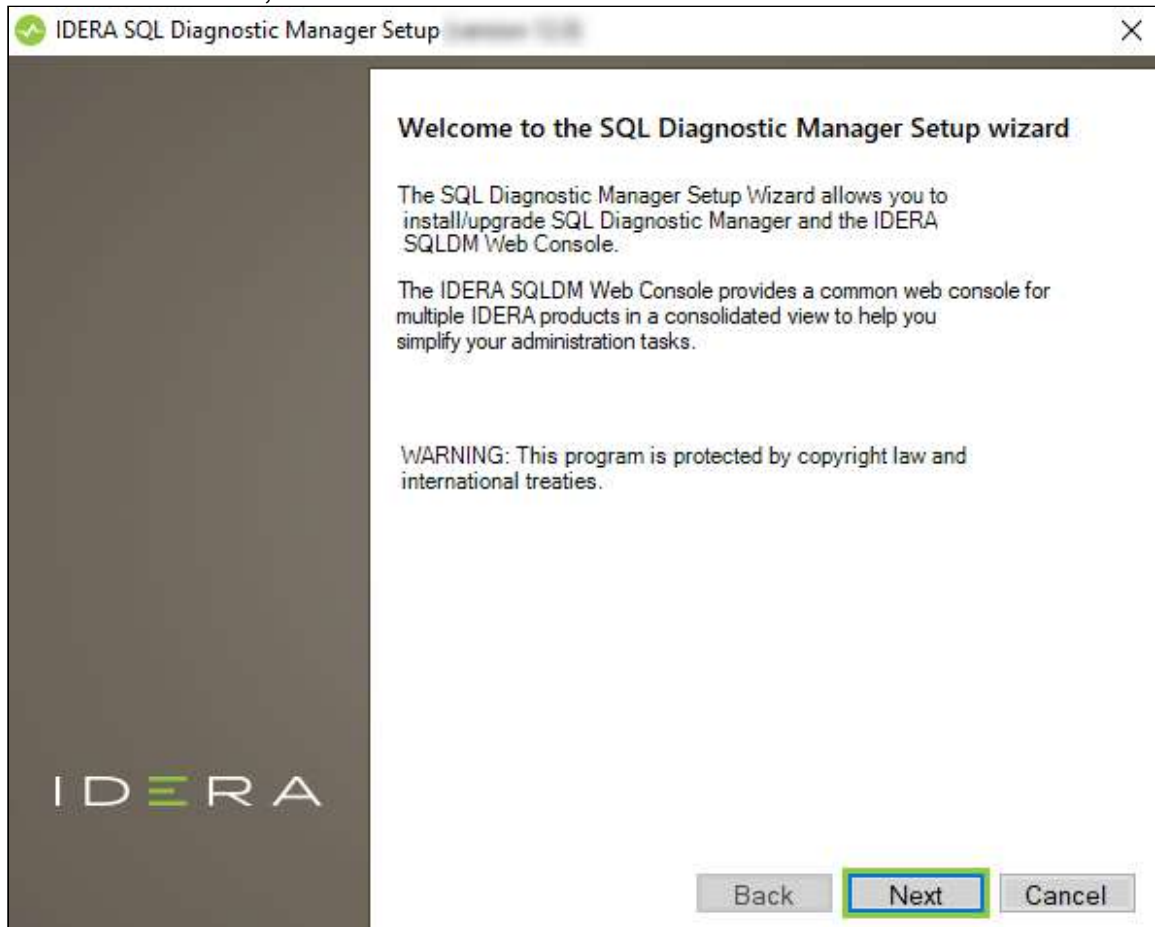 IDERA SQL Diagnostic Manager Setup
Welcome to the SQL Diagnostic Manager Setup wizard
The SQL Diagnostic Manager Setup Wizard allows you to
install/upgrade SQL Diagnostic Manager and the IDERA
SQLDM Web Console.
The IDERA SQLDM Web Console provides a common web console for
multiple IDERA products in a consolidated view to help you
simplify your administration tasks.
WARNING: This program is protected by copyright law and
international treaties.
IDERA
Back Next Cancel